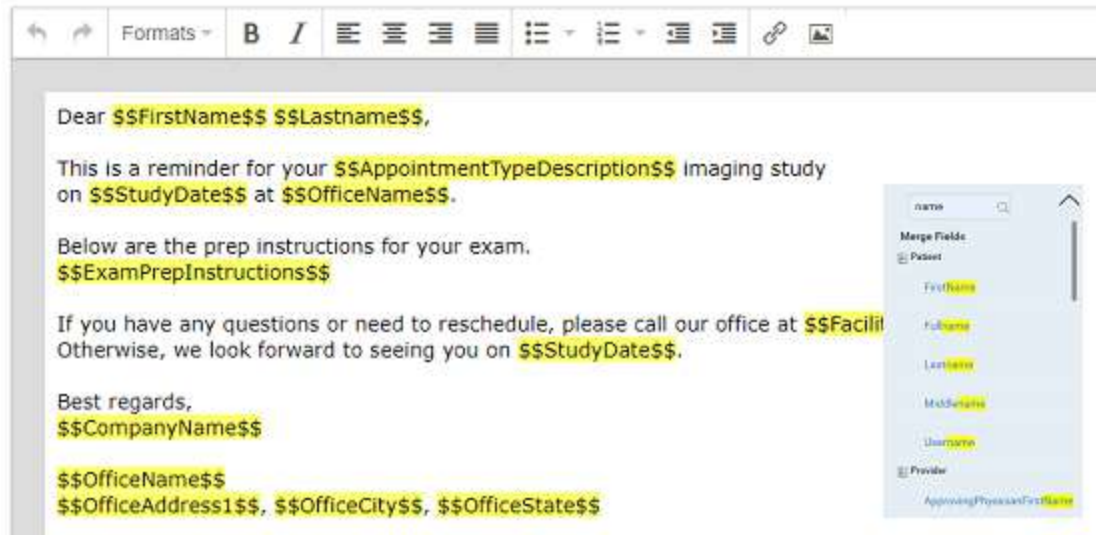 Formats
Dear $$FirstName$$ $$Lastname$$,
This is a reminder for your $$AppointmentTypeDescription$$ imaging study
on $$StudyDate$$ at $$OfficeName$$.
Below are the prep instructions for your exam.
$$ExamPrepInstructions$$
If you have any questions or need to reschedule, please call our office at $$Facilit
Otherwise, we look forward to seeing you on $$StudyDate$$.
Best regards,
$$CompanyName$$
$$OfficeName$$
$$OfficeAddress1$$, $$OfficeCity$$, $$OfficeState$$
name
Merge Fields
Patient
FirstName
Fullname
Lastname
Middlename
Username
Provider
ApprovingPhysicianFirstName